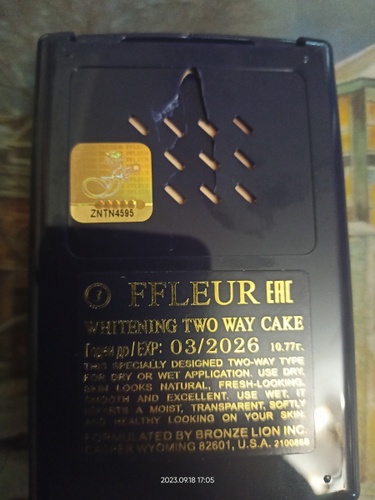 ZNTN4595
FFLEUR EAC
WHITENING TWO WAY CAKE
Годен до / EXP: 03/2026 10.77г.
THIS SPECIALLY DESIGNED TWO-WAY TYPE
FOR DRY OR WET APPLICATION. USE DRY,
SKIN LOOKS NATURAL, FRESH-LOOKING,
SMOOTH AND EXCELLENT. USE WET, IT
IMPARTS A MOIST, TRANSPARENT, SOFTLY
AND HEALTHY LOOKING ON YOUR SKIN.
FORMULATED BY BRONZE LION INC.
CASPER WYOMING 82601, U.S.A. 2100868
2023.09.18 17:05